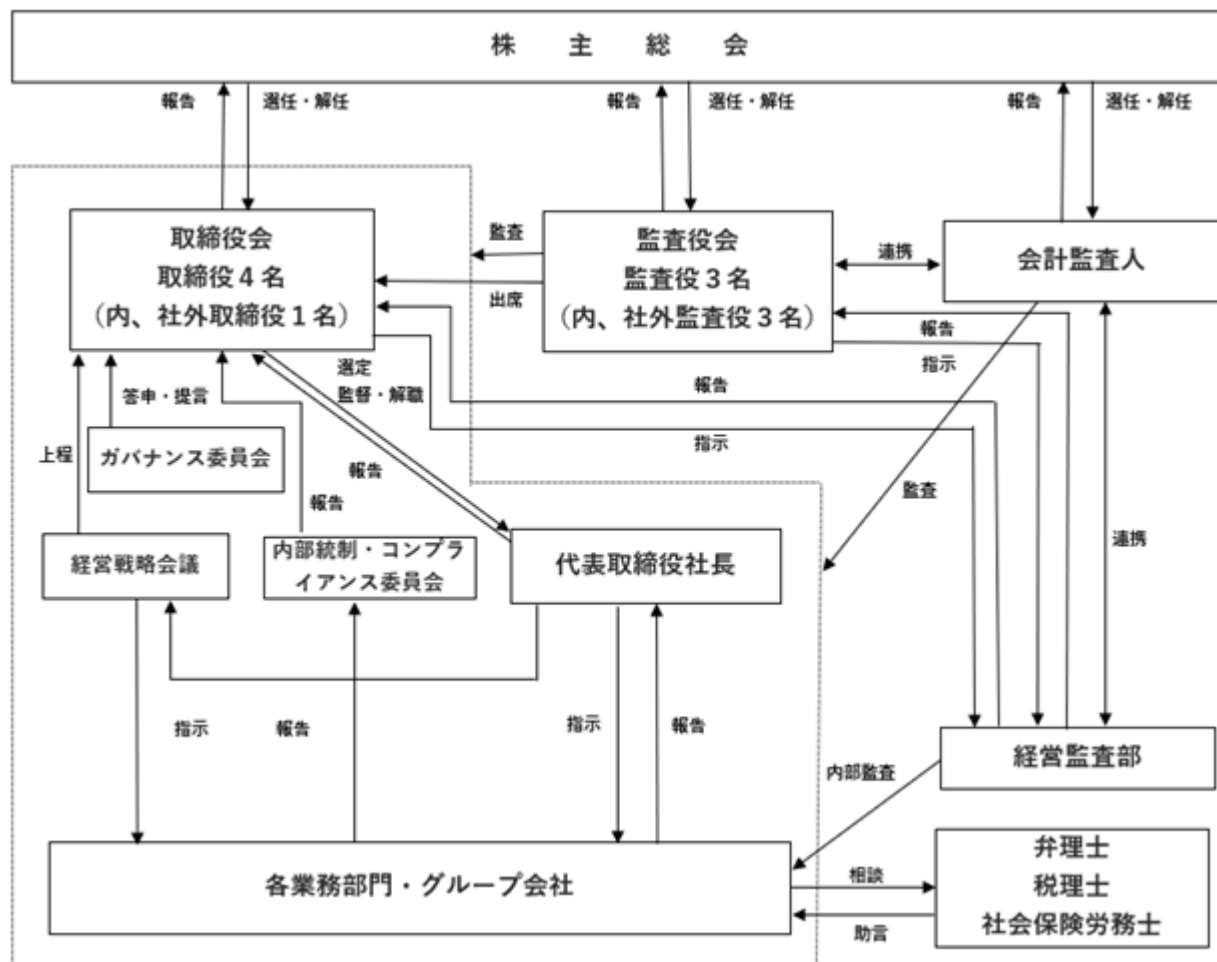 株 主 総 会
報告
選任・解任
報告
選任・解任
報告
選任・解任
取締役会
取締役4名
（内、社外取締役1名）
監査
出席
監査役会
監査役3名
（内、社外監査役3名）
連携
会計監査人
報告
指示
選定
監督・解職
報告
指示
答申・提言
ガバナンス委員会
上程
報告
報告
監査
連携
経営戦略会議
内部統制・コンプラ
イアンス委員会
代表取締役社長
指示
報告
指示
報告
内部監査
経営監査部
各業務部門・グループ会社
相談
助言
弁理士
税理士
社会保険労務士